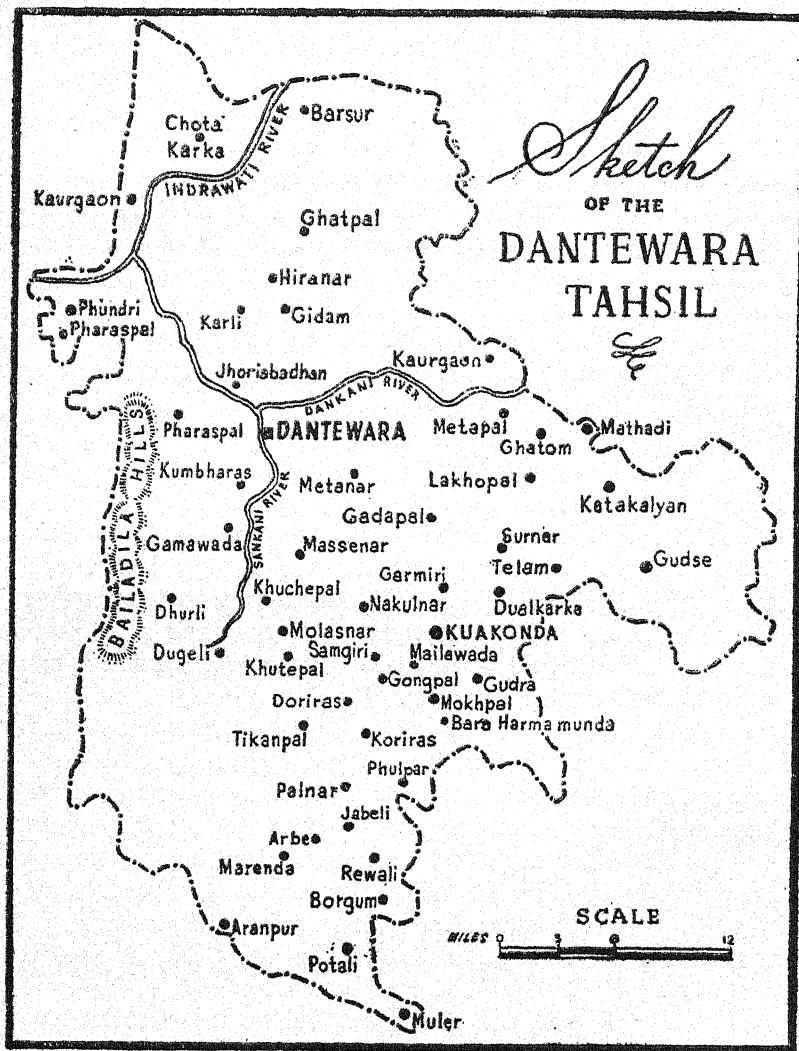 Sketch
OF THE
DANTEWARA
TAHSIL
Chota
Karka
Barsur
INDRAWATI RIVER
Kaurgaon
Ghatpal
Hiranar
Phundri
Karli
Gidam
Pharaspal
Kaurgaon
Jhoriabadhan
DANKANI RIVER
Pharaspal
DANTEWARA
Metapal
Mathadi
Ghatom
Kumbharas
Metanar
Lakhopal
Katakalyan
BAILADILA HILLS
SANKANI RIVER
Gadapal
Gamawada
Massenar
Surnar
Telam
Gudse
Garmiri
Khuchepal
Nakulnar
Dualkarka
Dhurli
Molasnar
KUAKONDA
Dugeli
Samgiri
Mailawada
Khutepal
Gongpal
Gudra
Doriras
Mokhpal
Bara Harmamunda
Tikanpal
Koriras
Phulpar
Palnar
Jabeli
Arbe
Marenda
Rewali
Borgum
SCALE
Aranpur
MILES 0 12
Potali
Muler